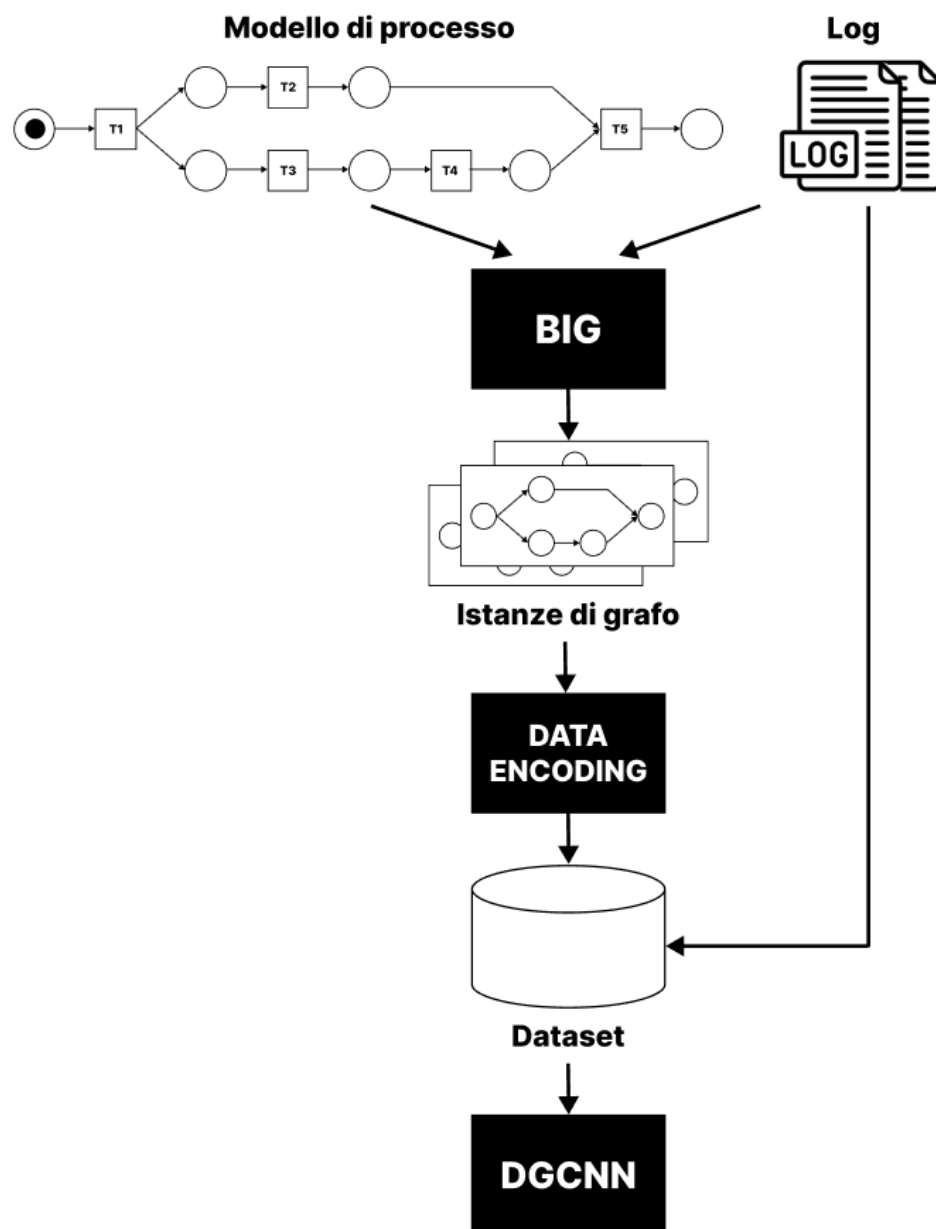 Modello di processo
Log
T1
T2
T3
T4
T5
LOG
BIG
Istanze di grafo
DATA
ENCODING
Dataset
DGCNN